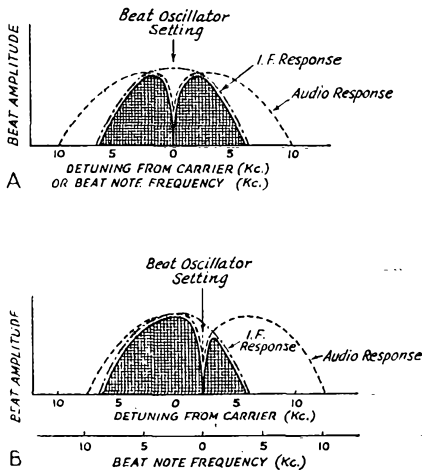 Beat Oscillator
Setting
I.F. Response
Audio Response
BEAT AMPLITUDE
10 5 0 5 10
DETUNING FROM CARRIER (Kc.)
OR BEAT NOTE FREQUENCY (Kc.)
A
Beat Oscillator
Setting
I.F.
Response
Audio Response
BEAT AMPLITUDE
10 5 0 5 10
DETUNING FROM CARRIER (Kc.)
10 5 0 5 10
B
BEAT NOTE FREQUENCY (Kc.)